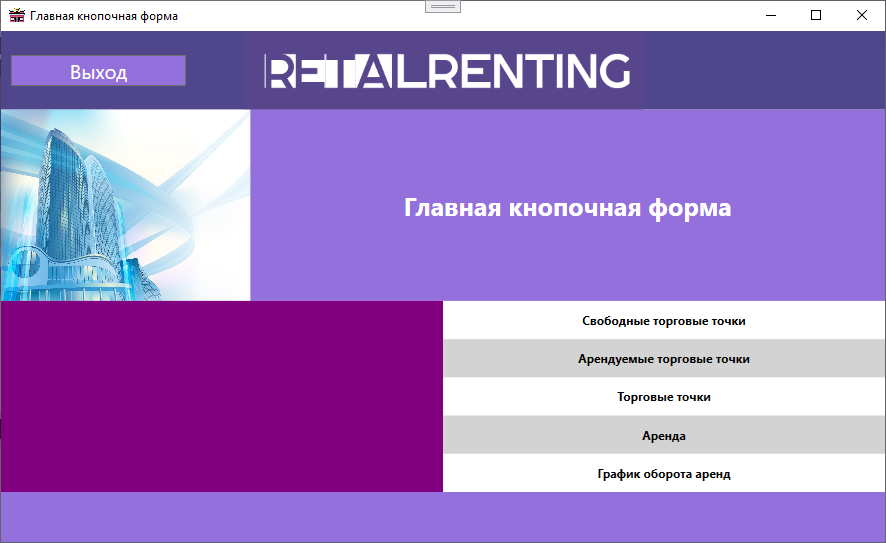 Главная кнопочная форма
Выход
RETALRENTING
Главная кнопочная форма
Свободные торговые точки
Арендуемые торговые точки
Торговые точки
Аренда
График оборота аренд